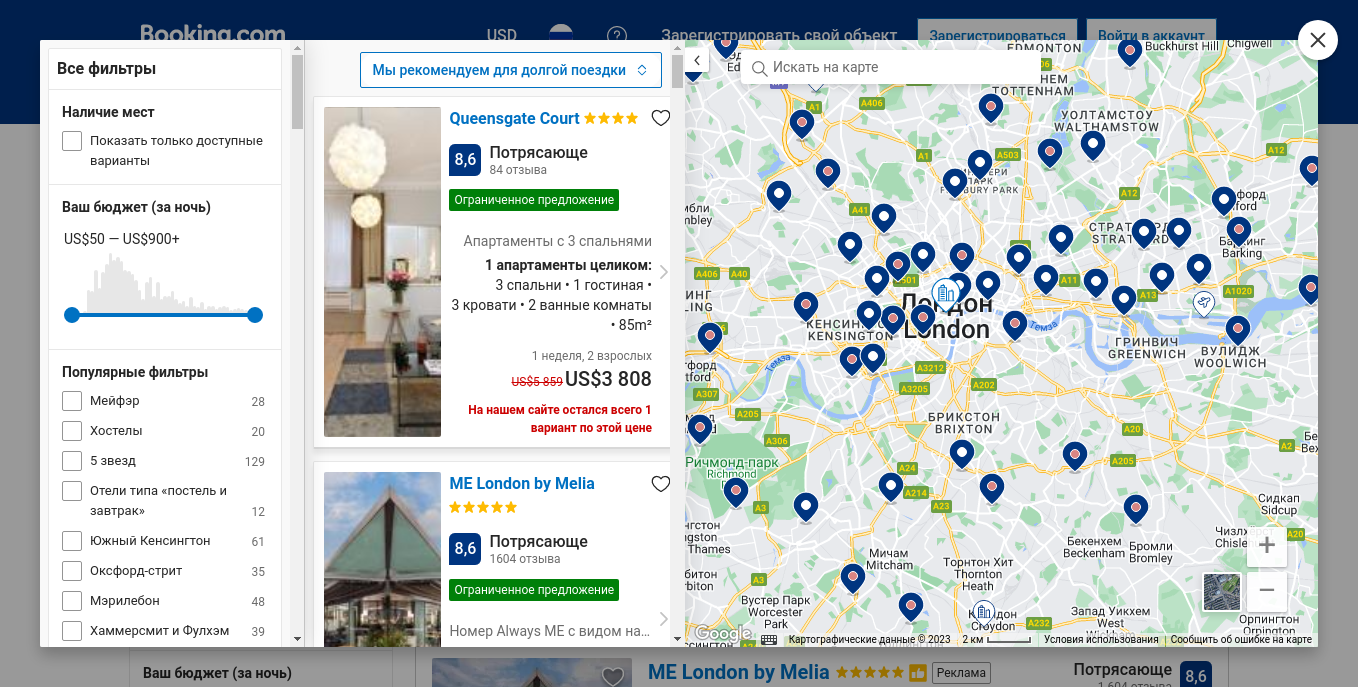 Booking.com
USD
Зарегистрировать свой объект
Зарегистрироваться
Войти в аккаунт
Все фильтры
Наличие мест
Показать только доступные
варианты
Ваш бюджет (за ночь)
US$50 — US$900+
Популярные фильтры
Мейфэр 28
Хостелы 20
5 звезд 129
Отели типа «постель и
завтрак» 12
Южный Кенсингтон 61
Оксфорд-стрит 35
Мэрилебон 48
Хаммерсмит и Фулхэм 39
Мы рекомендуем для долгой поездки
Queensgate Court
8,6 Потрясающе
84 отзыва
Ограниченное предложение
Апартаменты с 3 спальнями
1 апартаменты целиком:
3 спальни • 1 гостиная •
3 кровати • 2 ванные комнаты
• 85m²
1 неделя, 2 взрослых
US$5 859 US$3 808
На нашем сайте остался всего 1
вариант по этой цене
ME London by Melia
8,6 Потрясающе
1604 отзыва
Ограниченное предложение
Номер Always ME с видом на...
Искать на карте
EDMONTON
Buckhurst Hill
Chigwell
ТОТТЕНХЕМ
TOTTENHAM
A1
A406
УОЛТАМСТОУ
WALTHAMSTOW
A1
A503
A12
A12
A41
A406
A40
A501
A11
A13
A1020
Баркинг
Barking
Лондон
London
КЕНСИНГТОН
KENSINGTON
Темза
ГРИНВИЧ
GREENWICH
ВУЛИДЖ
WOOLWICH
Темза
A3212
A3205
A202
A307
A205
A306
БРИКСТОН
BRIXTON
A20
A205
A2
Ричмонд-парк
Richmond
A24
A214
A23
A3
Сидкап
Sidcup
A20
Мичам
Mitcham
Бекенхем
Beckenham
Бромли
Bromley
Торнтон Хит
Thornton
Heath
A3
Вустер Парк
Worcester
Park
Кройдон
Croydon
A232
Запад Уикхем
West
Орпингтон
Orpington
Google
Картографические данные © 2023
2 км
Условия использования
Сообщить об ошибке на карте
Ваш бюджет (за ночь)
ME London by Melia
Реклама
Потрясающе
1 604 отзыва
8,6